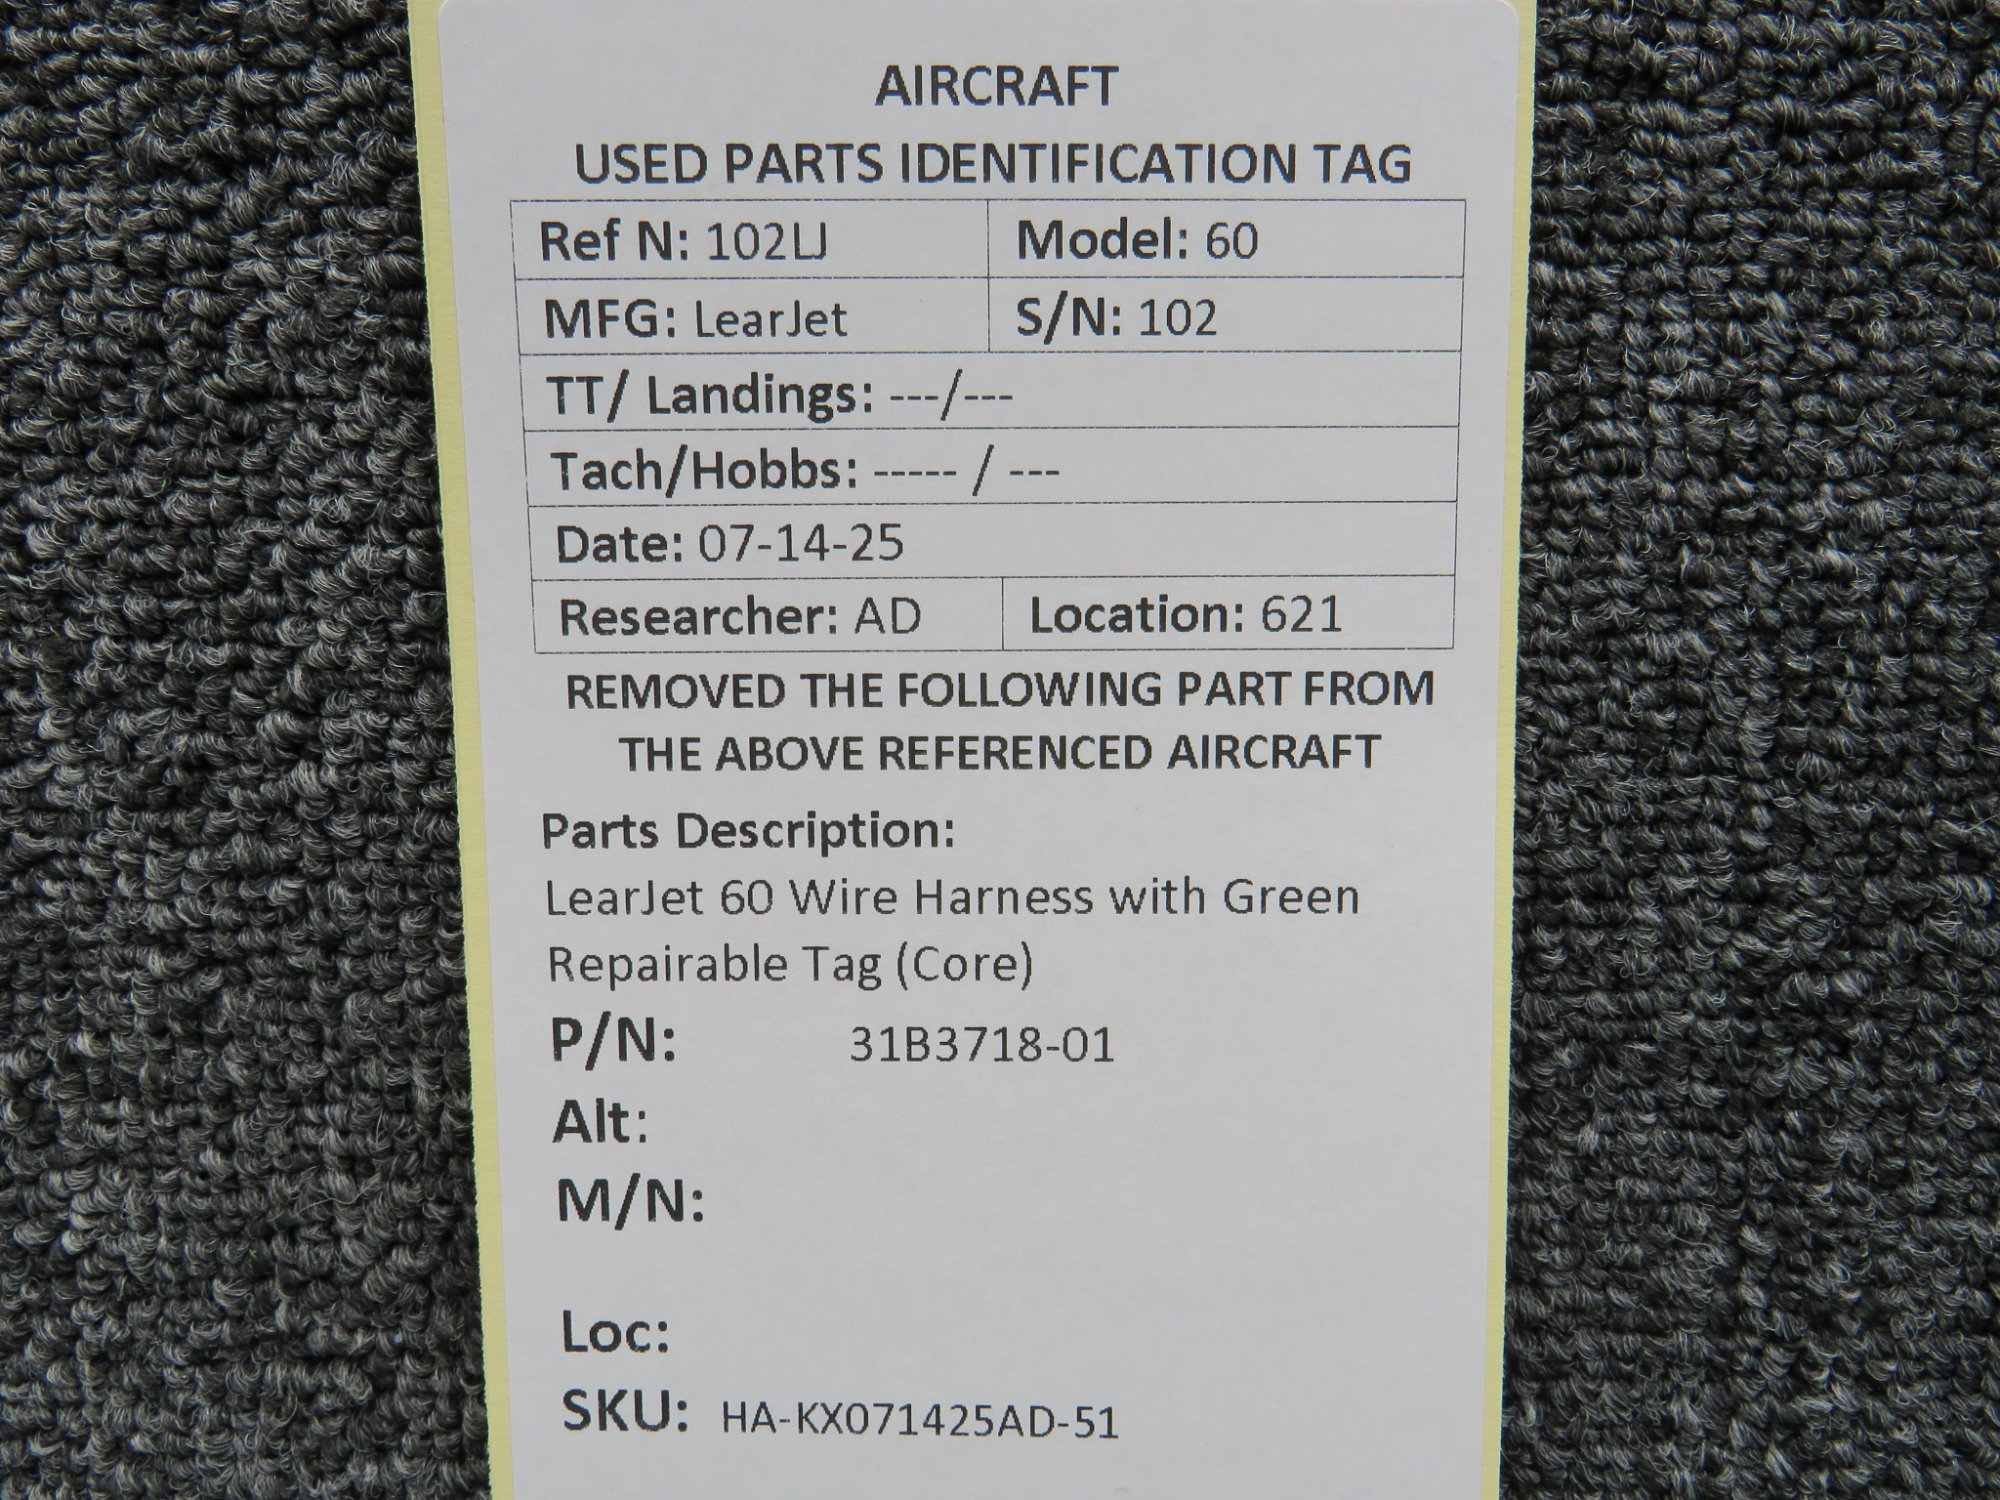 AIRCRAFT
USED PARTS IDENTIFICATION TAG
Ref N: 102LJ Model: 60
MFG: LearJet S/N: 102
TT/ Landings: ---/---
Tach/Hobbs: ----- / ---
Date: 07-14-25
Researcher: AD Location: 621
REMOVED THE FOLLOWING PART FROM
THE ABOVE REFERENCED AIRCRAFT
Parts Description:
LearJet 60 Wire Harness with Green
Repairable Tag (Core)
P/N: 31B3718-01
Alt:
M/N:
Loc:
SKU: HA-KX071425AD-51